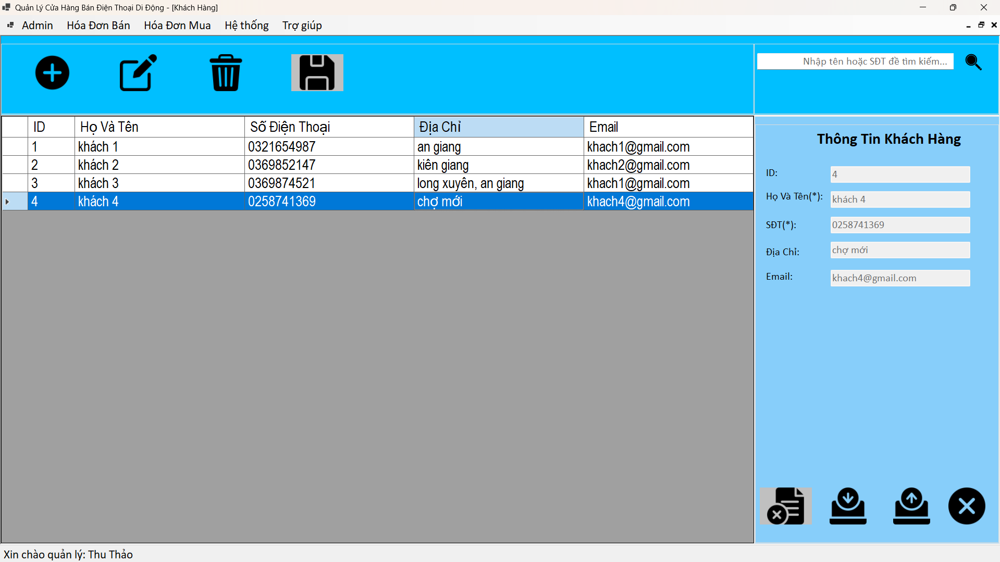 Quản Lý Cửa Hàng Bán Điện Thoại Di Động - [Khách Hàng]
Admin Hóa Đơn Bán Hóa Đơn Mua Hệ thống Trợ giúp
Nhập tên hoặc SĐT đề tìm kiếm...
ID Họ Và Tên Số Điện Thoại Địa Chỉ Email
1 khách 1 0321654987 an giang khach1@gmail.com
2 khách 2 0369852147 kiên giang khach2@gmail.com
3 khách 3 0369874521 long xuyên, an giang khach1@gmail.com
4 khách 4 0258741369 chợ mới khach4@gmail.com
Thông Tin Khách Hàng
ID: 4
Họ Và Tên(*): khách 4
SĐT(*): 0258741369
Địa Chỉ: chợ mới
Email: khach4@gmail.com
Xin chào quản lý: Thu Thảo